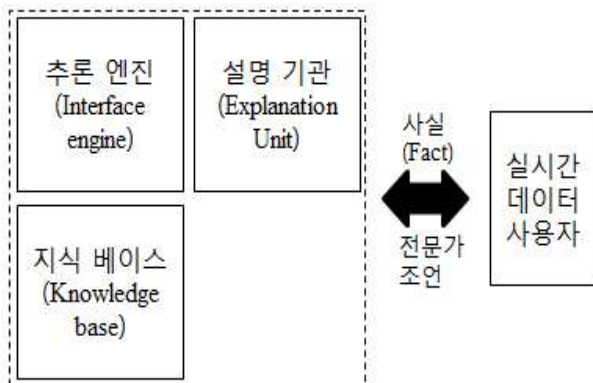 추론 엔진
(Interface
engine)
설명 기관
(Explanation
Unit)
지식 베이스
(Knowledge
base)
사실
(Fact)
전문가
조언
실시간
데이터
사용자